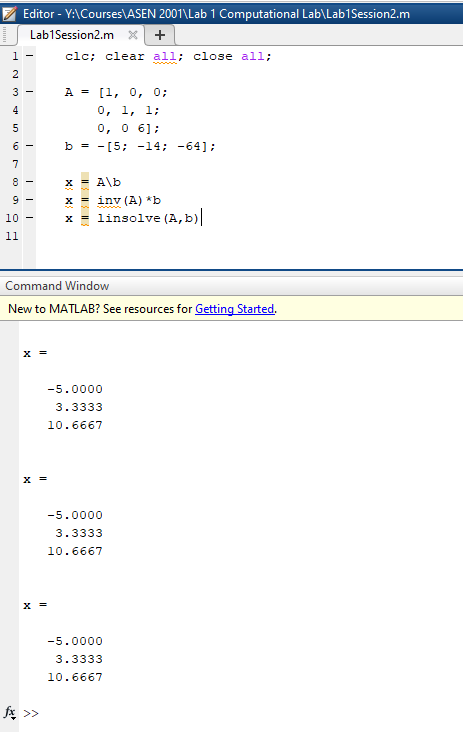 Editor - Y:\Courses\ASEN 2001\Lab 1 Computational Lab\Lab1Session2.m
Lab1Session2.m × +
1 - clc; clear all; close all;
2
3 - A = [1, 0, 0;
4 0, 1, 1;
5 0, 0 6];
6 - b = -[5; -14; -64];
7
8 - x = A\b
9 - x = inv(A)*b
10 - x = linsolve(A,b)
11
Command Window
New to MATLAB? See resources for Getting Started.
x =
-5.0000
3.3333
10.6667
x =
-5.0000
3.3333
10.6667
x =
-5.0000
3.3333
10.6667
fx >>